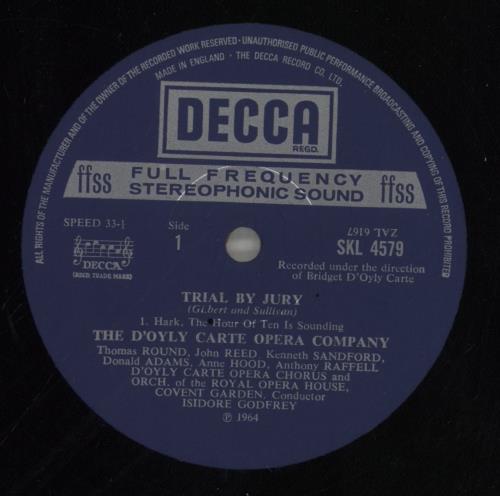 ALL RIGHTS OF THE MANUFACTURER AND OF THE OWNER OF THE RECORDED WORK RESERVED · UNAUTHORISED PUBLIC PERFORMANCE BROADCASTING AND COPYING OF THIS RECORD PROHIBITED
MADE IN ENGLAND · THE DECCA RECORD CO. LTD.
DECCA
REGD.
ffss FULL FREQUENCY STEREOPHONIC SOUND ffss
SPEED 33-1
DECCA
(REGD. TRADE MARK)
Side
1
ZAL 6167
SKL 4579
Recorded under the direction
of Bridget D'Oyly Carte
TRIAL BY JURY
(Gilbert and Sullivan)
1. Hark, The Hour Of Ten Is Sounding
THE D'OYLY CARTE OPERA COMPANY
Thomas ROUND, John REED, Kenneth SANDFORD,
Donald ADAMS, Anne HOOD, Anthony RAFFELL
D'OYLY CARTE OPERA CHORUS and
ORCH. of the ROYAL OPERA HOUSE,
COVENT GARDEN, Conductor
ISIDORE GODFREY
℗ 1964